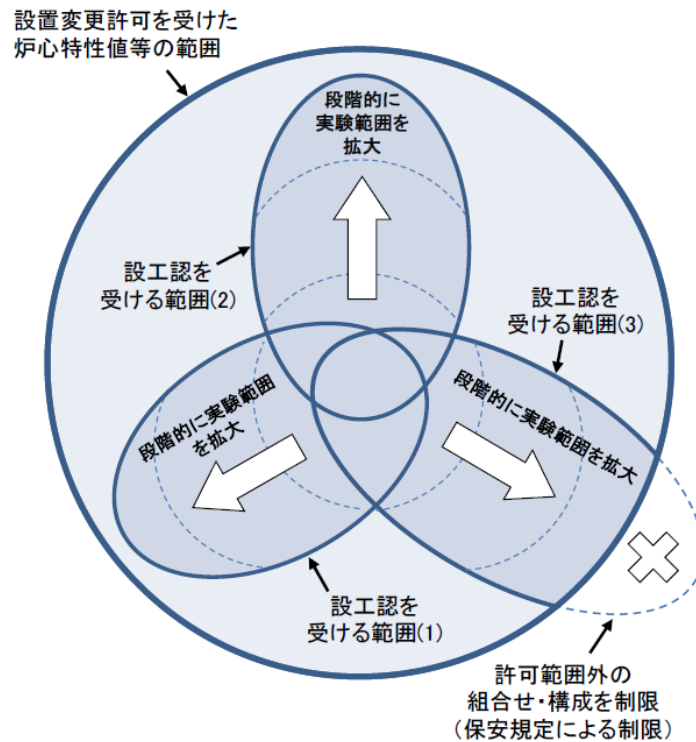 設置変更許可を受けた
炉心特性値等の範囲
段階的に
実験範囲を
拡大
設工認を
受ける範囲(2)
設工認を
受ける範囲(3)
段階的に実験範囲
を拡大
段階的に実験範囲を拡大
設工認を
受ける範囲(1)
許可範囲外の
組合せ・構成を制限
（保安規定による制限）